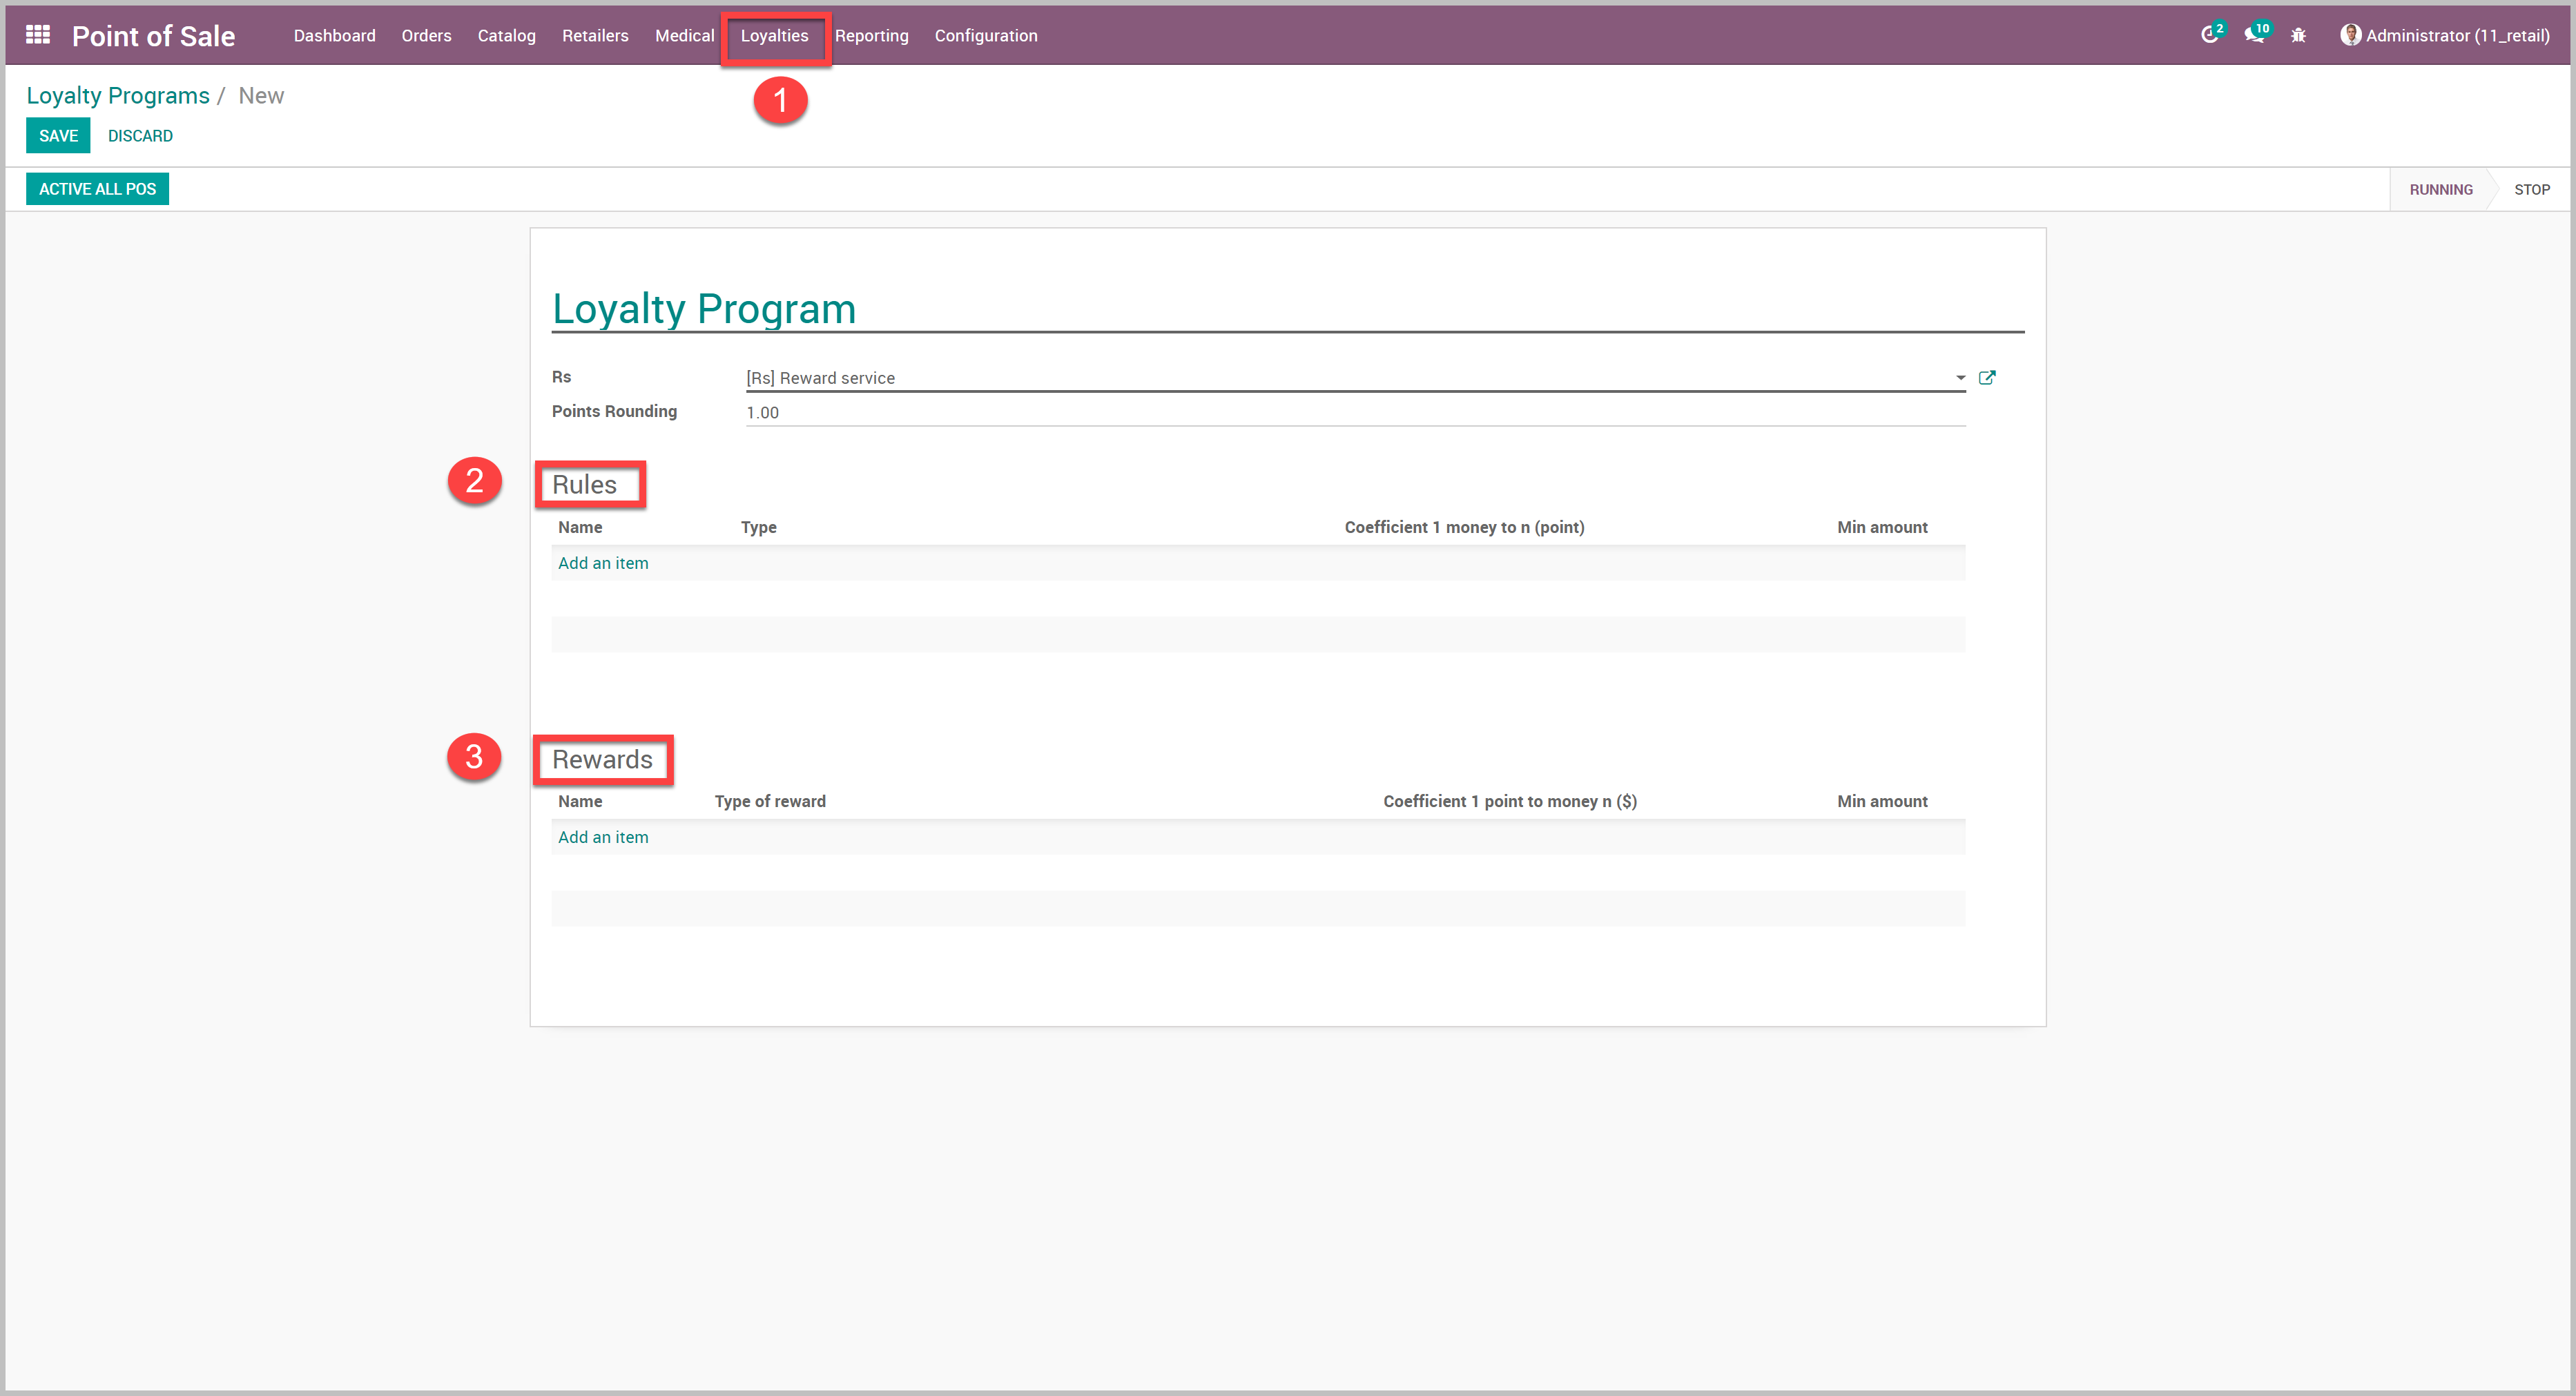 Point of Sale Dashboard Orders Catalog Retailers Medical Loyalties Reporting Configuration 2 10 Administrator (11_retail)
1
Loyalty Programs / New
SAVE DISCARD
ACTIVE ALL POS RUNNING STOP
Loyalty Program
Rs [Rs] Reward service
Points Rounding 1.00
2 Rules
Name Type Coefficient 1 money to n (point) Min amount
Add an item
3 Rewards
Name Type of reward Coefficient 1 point to money n ($) Min amount
Add an item